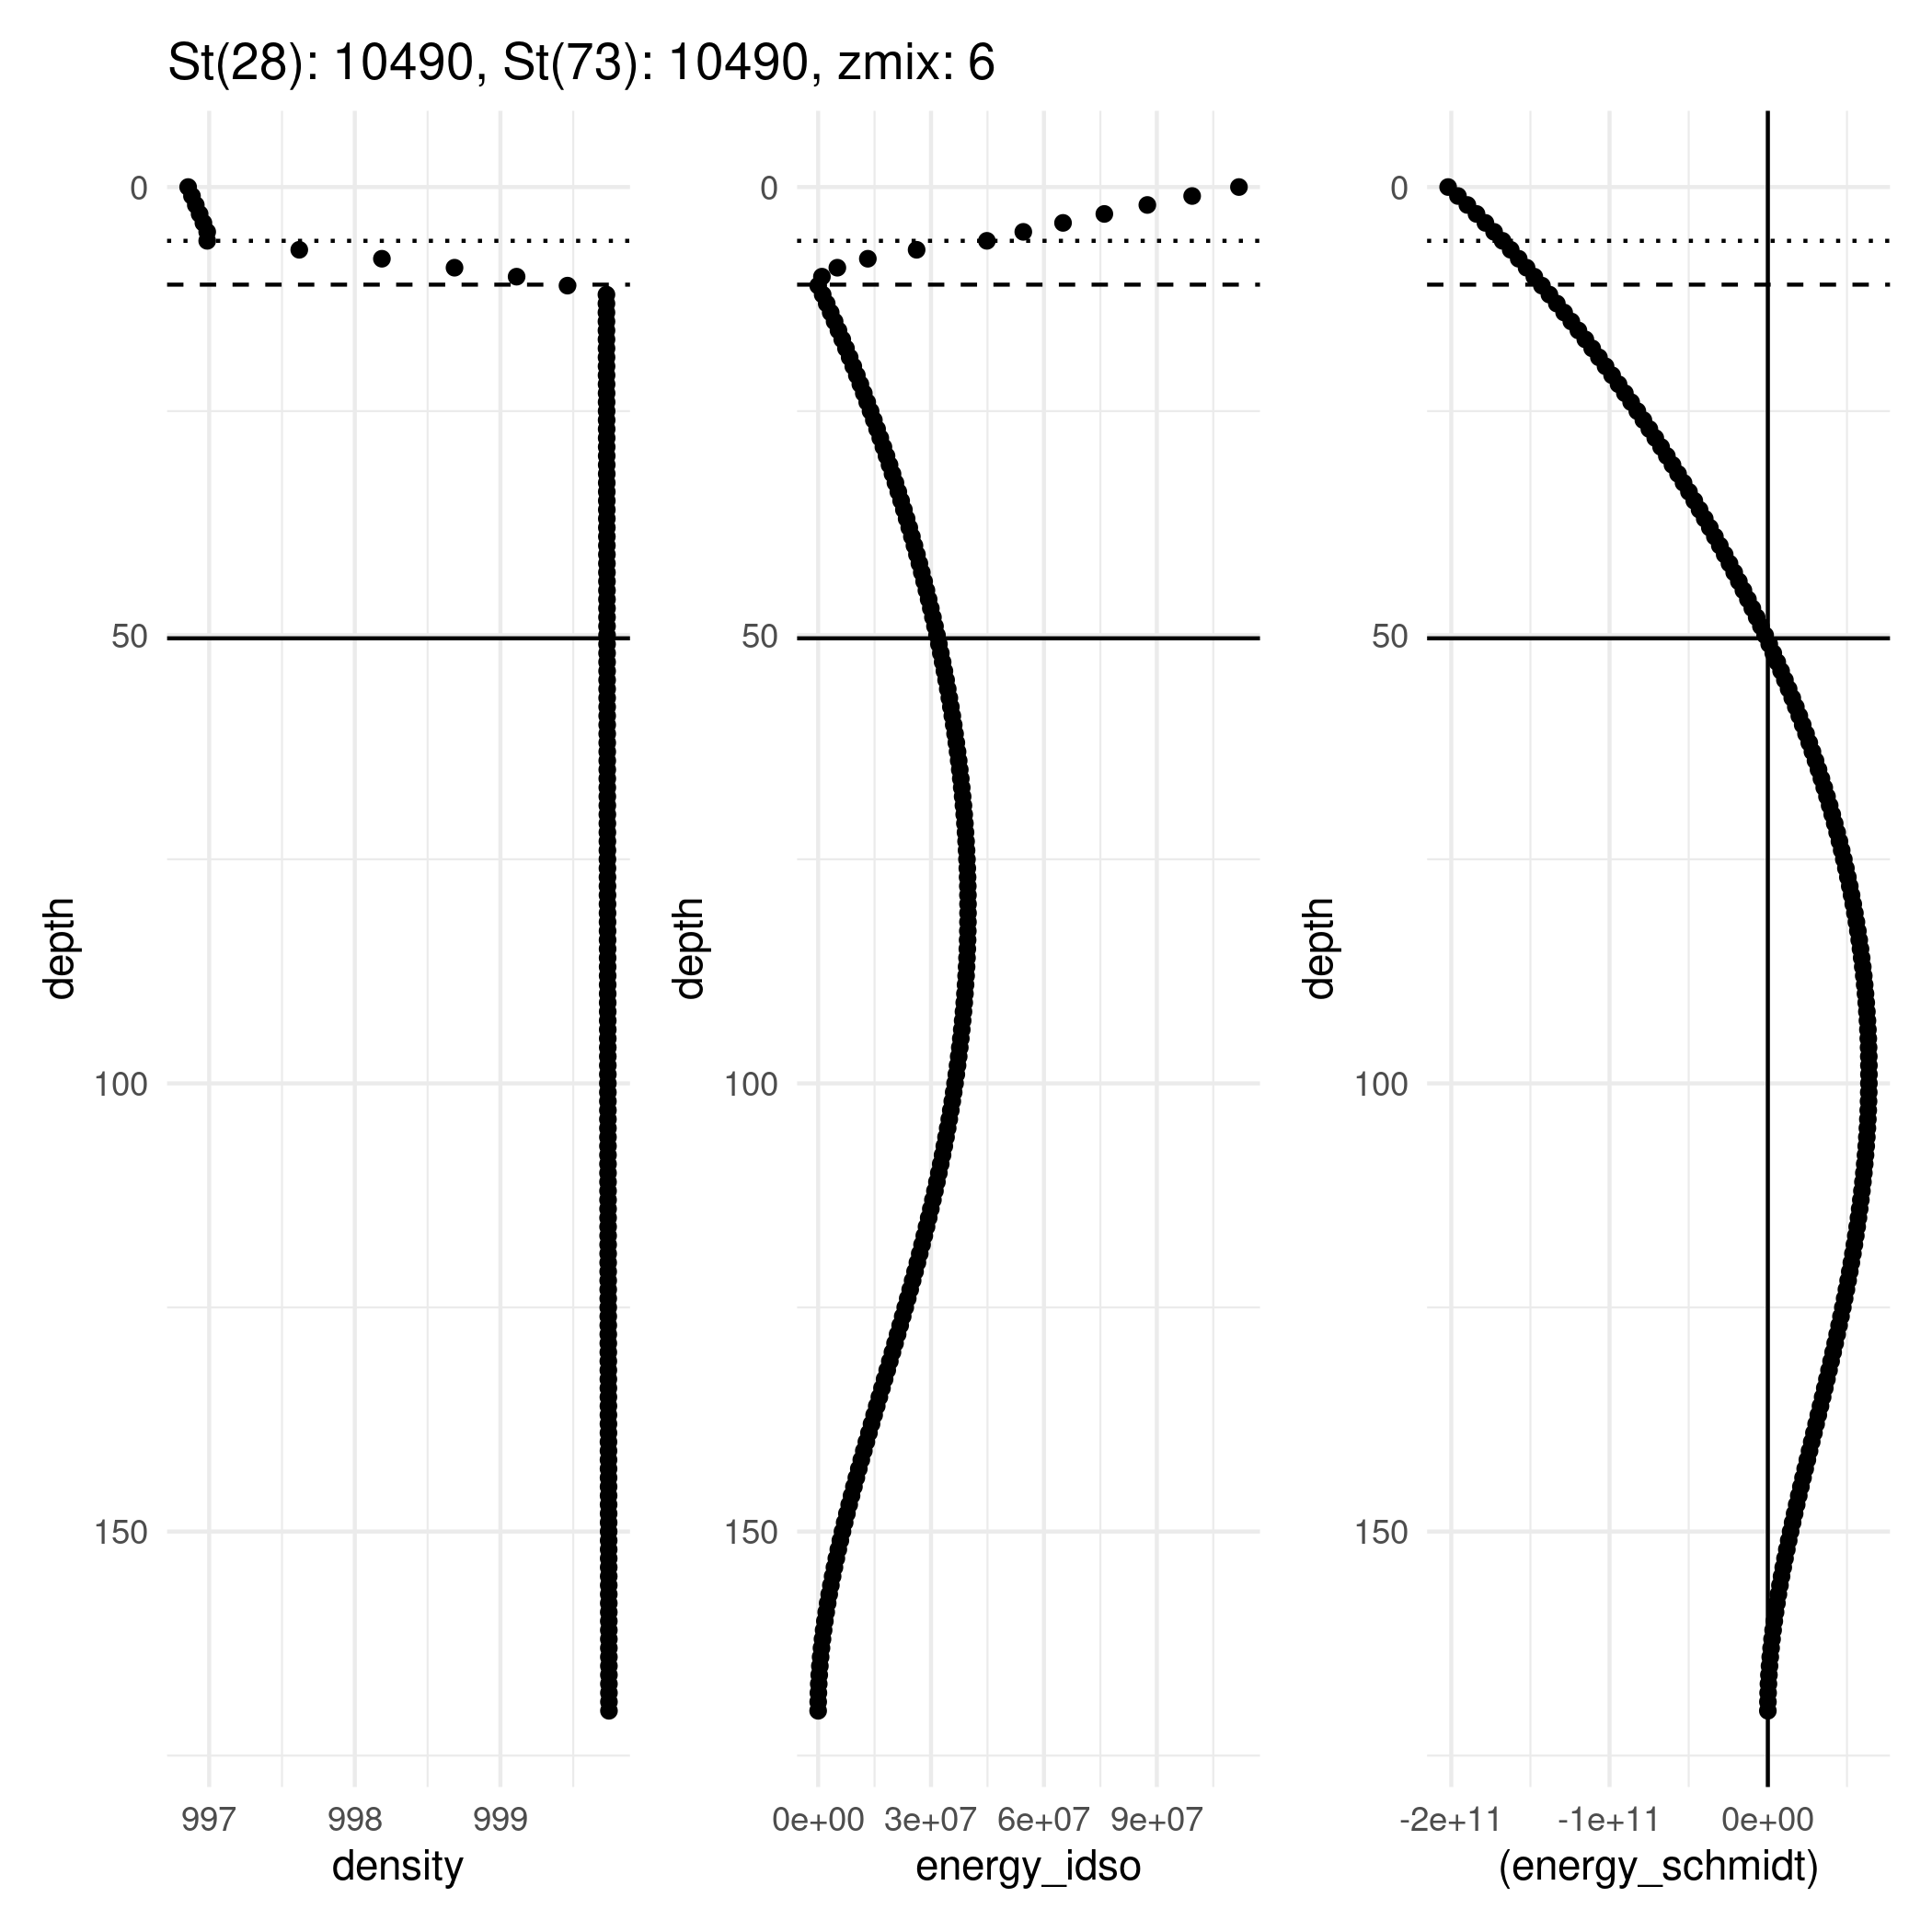 St(28): 10490, St(73): 10490, zmix: 6
0
50
100
150
depth
997 998 999
density
0
50
100
150
depth
0e+00 3e+07 6e+07 9e+07
energy_idso
0
50
100
150
depth
-2e+11 -1e+11 0e+00
(energy_schmidt)